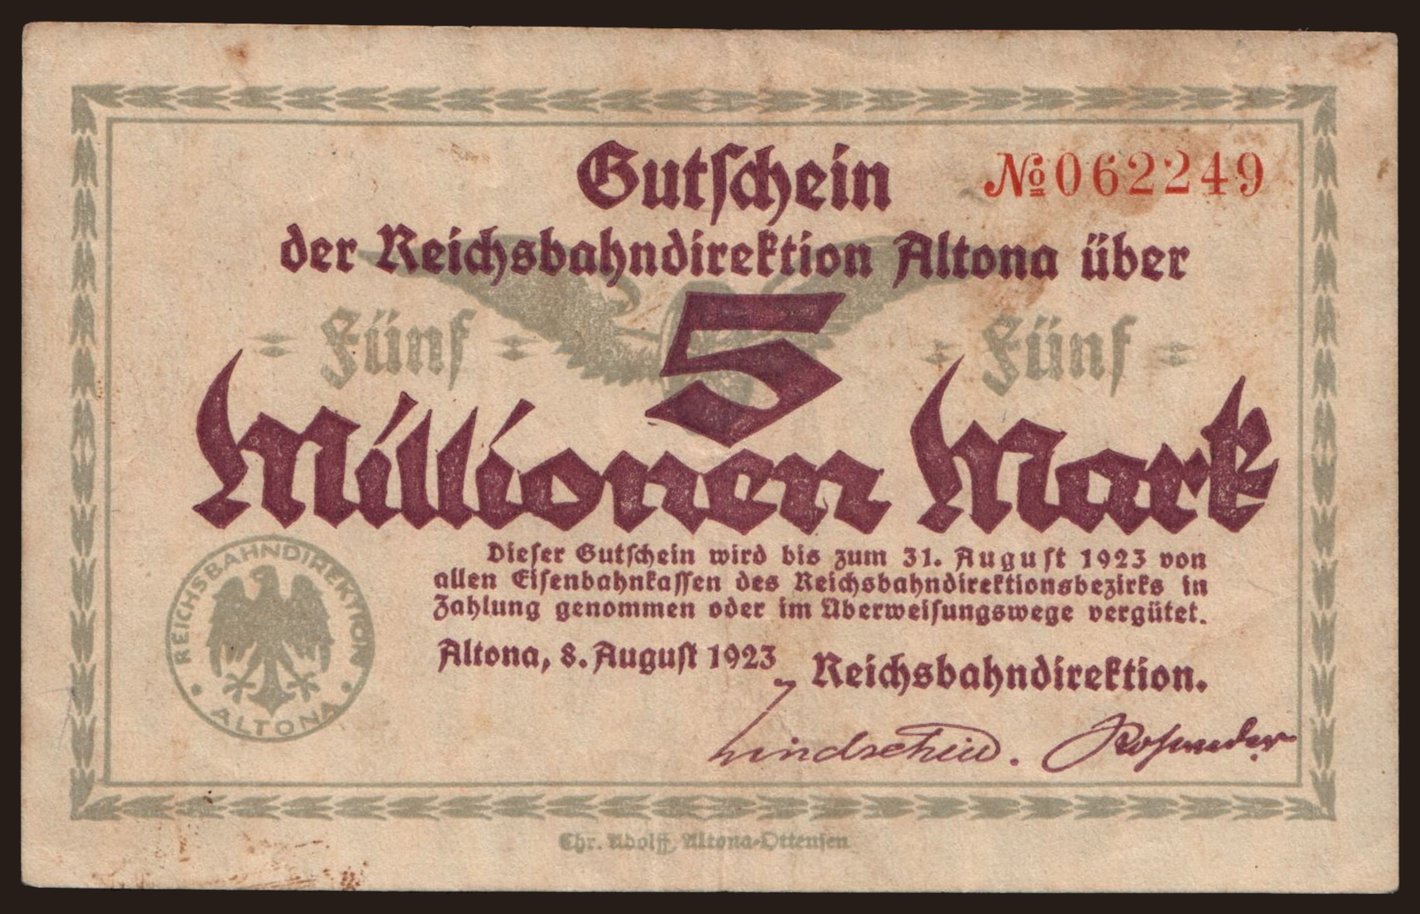 Gutschein
№ 062249
der Reichsbahndirektion Altona über
Fünf 5 Fünf
Millionen Mark
Dieser Gutschein wird bis zum 31. August 1923 von
allen Eisenbahnkassen des Reichsbahndirektionsbezirks in
Zahlung genommen oder im Überweisungswege vergütet.
Altona, 8. August 1923
Reichsbahndirektion.
REICHSBAHNDIREKTION
ALTONA
Chr. Adolff, Altona-Ottensen